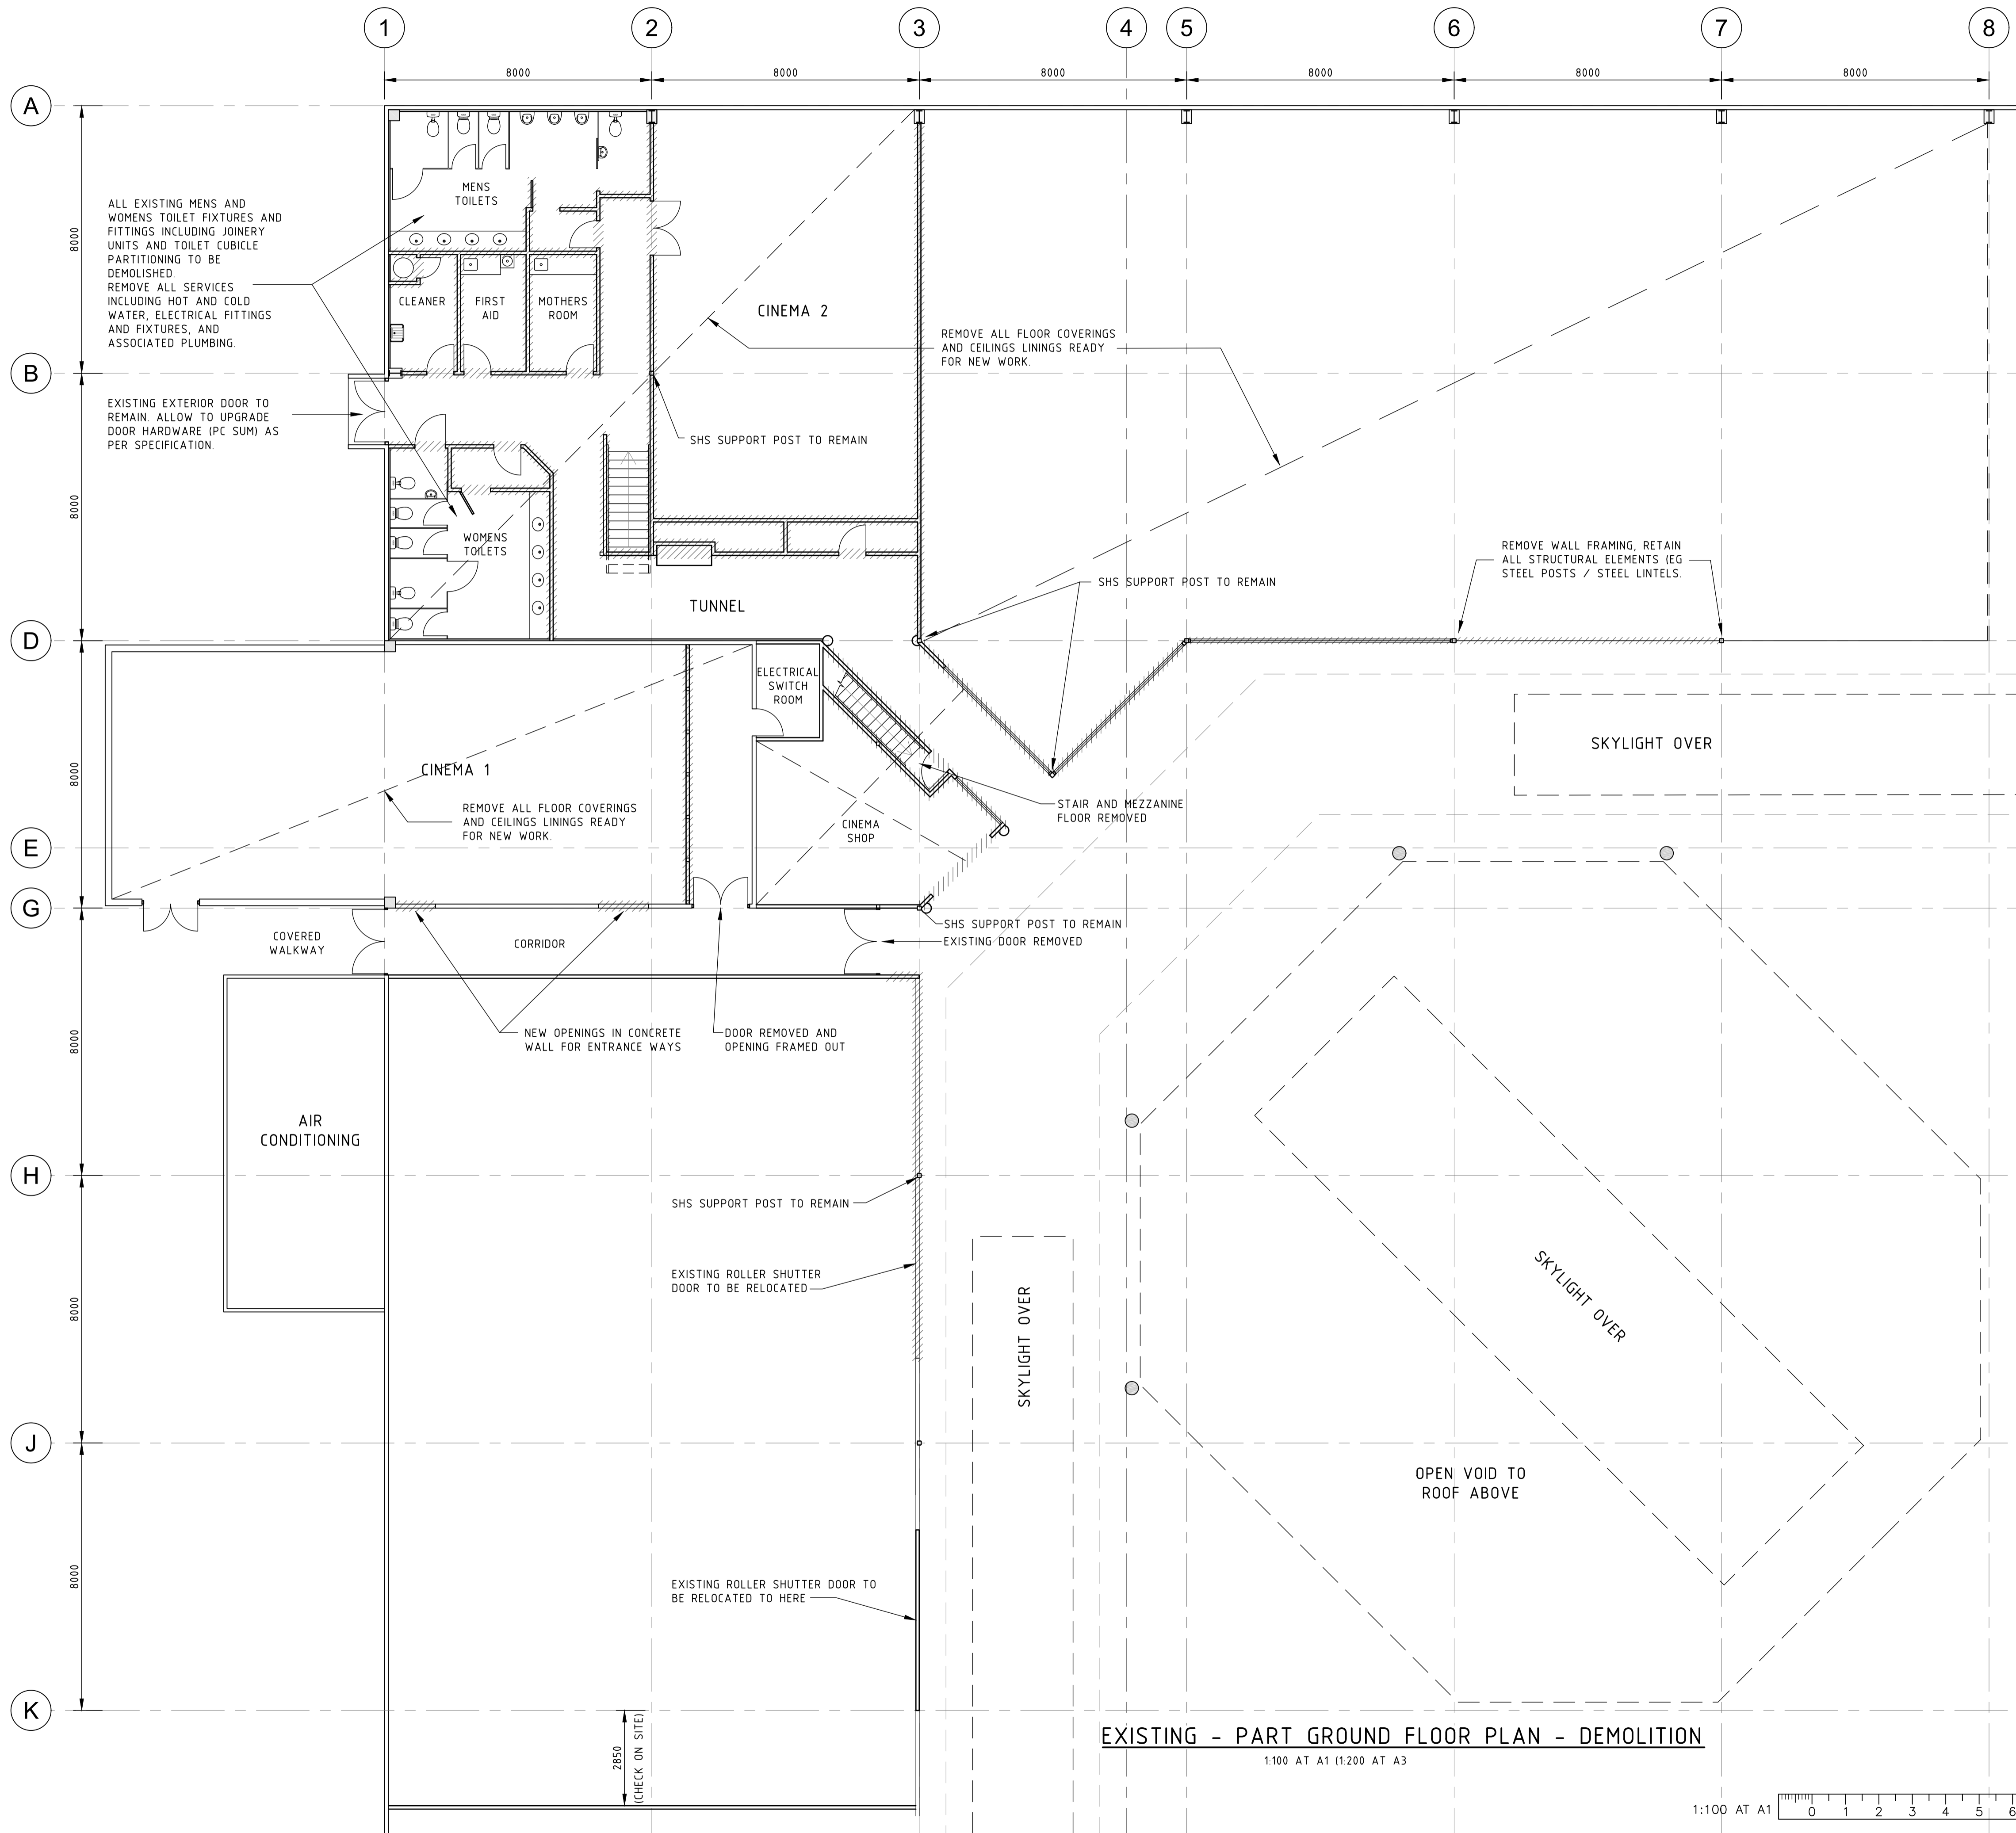 1
2
3
4
5
6
7
8
8000
8000
8000
8000
8000
8000
A
B
D
E
G
H
J
K
8000
8000
8000
8000
8000
8000
ALL EXISTING MENS AND
WOMENS TOILET FIXTURES AND
FITTINGS INCLUDING JOINERY
UNITS AND TOILET CUBICLE
PARTITIONING TO BE
DEMOLISHED.
REMOVE ALL SERVICES
INCLUDING HOT AND COLD
WATER, ELECTRICAL FITTINGS
AND FIXTURES, AND
ASSOCIATED PLUMBING.
MENS
TOILETS
CLEANER
FIRST
AID
MOTHERS
ROOM
CINEMA 2
REMOVE ALL FLOOR COVERINGS
AND CEILINGS LININGS READY
FOR NEW WORK.
EXISTING EXTERIOR DOOR TO
REMAIN. ALLOW TO UPGRADE
DOOR HARDWARE (PC SUM) AS
PER SPECIFICATION.
SHS SUPPORT POST TO REMAIN
WOMENS
TOILETS
TUNNEL
SHS SUPPORT POST TO REMAIN
REMOVE WALL FRAMING, RETAIN
ALL STRUCTURAL ELEMENTS (EG
STEEL POSTS / STEEL LINTELS.
ELECTRICAL
SWITCH
ROOM
SKYLIGHT OVER
CINEMA 1
REMOVE ALL FLOOR COVERINGS
AND CEILINGS LININGS READY
FOR NEW WORK.
CINEMA
SHOP
STAIR AND MEZZANINE
FLOOR REMOVED
SHS SUPPORT POST TO REMAIN
EXISTING DOOR REMOVED
COVERED
WALKWAY
CORRIDOR
NEW OPENINGS IN CONCRETE
WALL FOR ENTRANCE WAYS
DOOR REMOVED AND
OPENING FRAMED OUT
AIR
CONDITIONING
SHS SUPPORT POST TO REMAIN
EXISTING ROLLER SHUTTER
DOOR TO BE RELOCATED
SKYLIGHT OVER
SKYLIGHT OVER
OPEN VOID TO
ROOF ABOVE
EXISTING ROLLER SHUTTER DOOR TO
BE RELOCATED TO HERE
2850
(CHECK ON SITE)
EXISTING - PART GROUND FLOOR PLAN - DEMOLITION
1:100 AT A1 (1:200 AT A3
1:100 AT A1
0 1 2 3 4 5 6